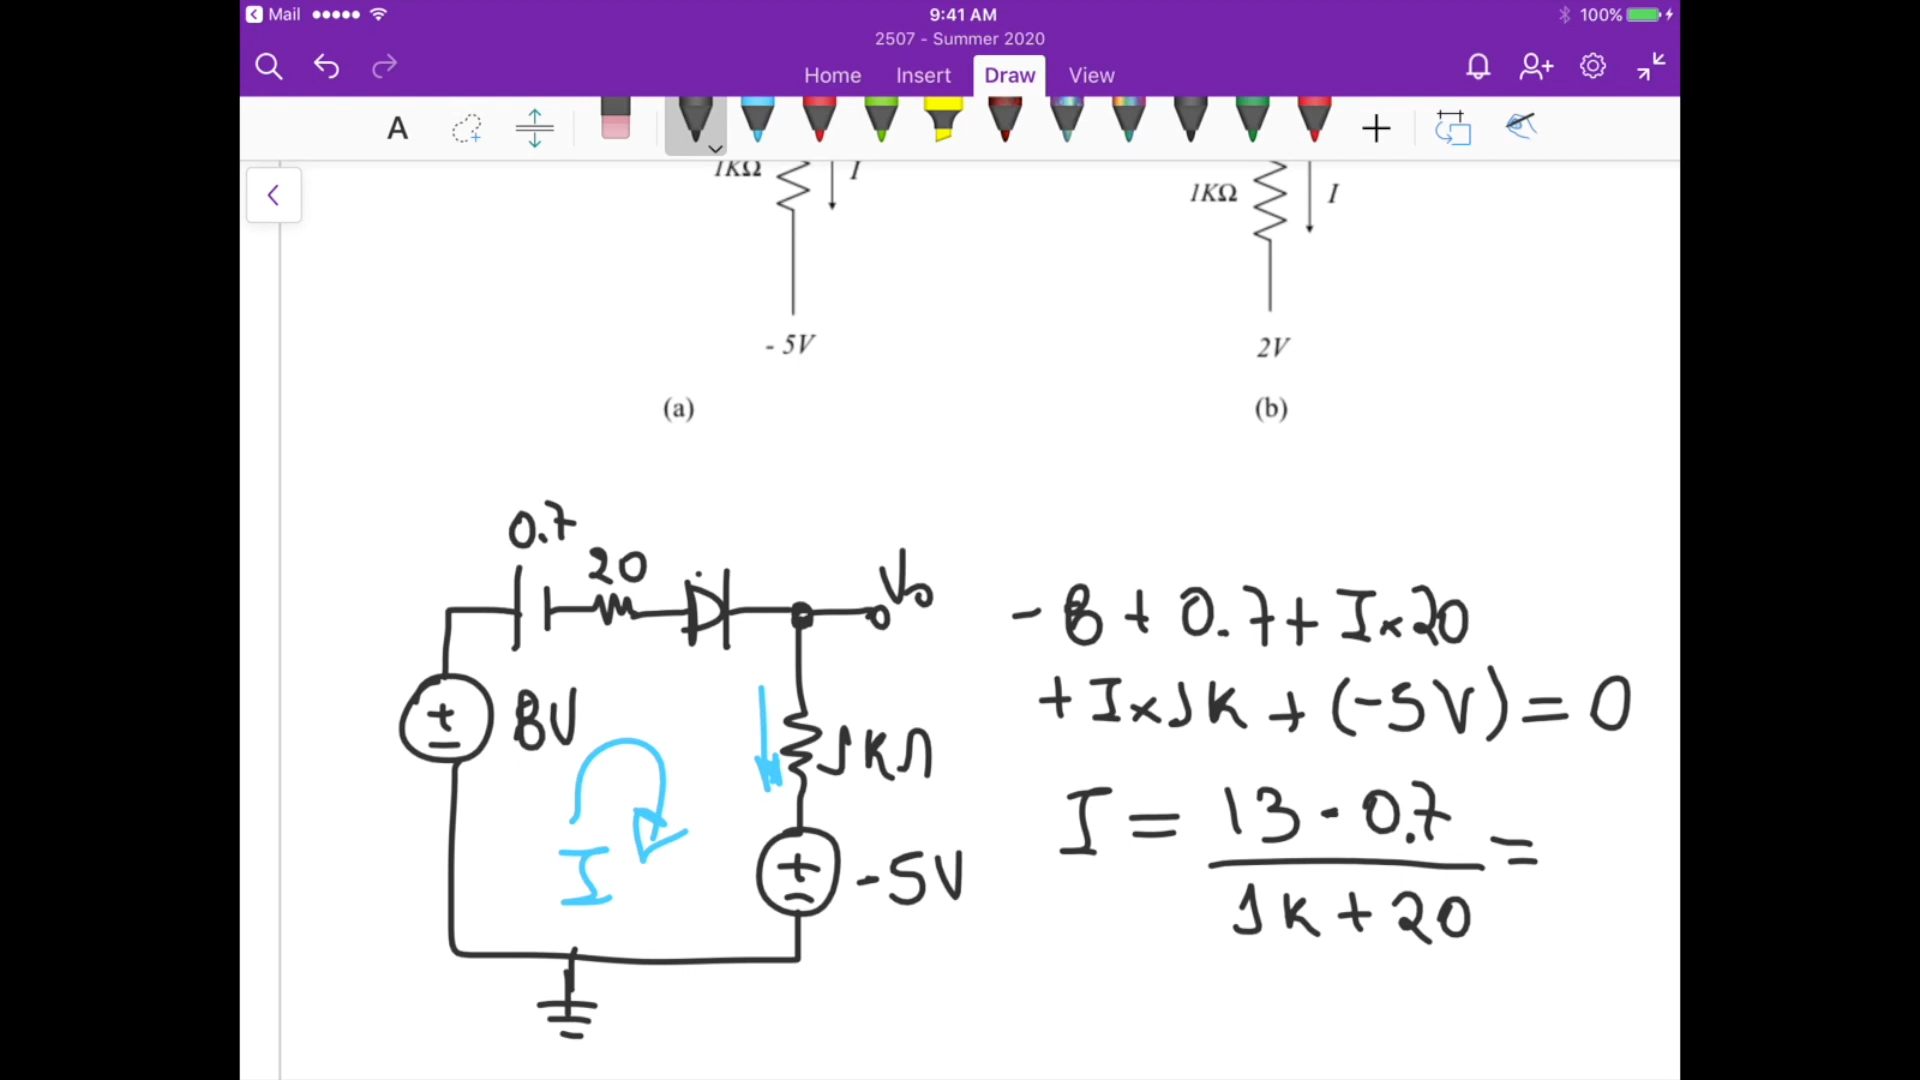 Mail 9:41 AM 100%
2507 - Summer 2020
Home Insert Draw View
A
1KΩ I
1KΩ I
- 5V
2V
(a)
(b)
0.7
20
Vo
8V
1KΩ
I
-5V
- 8 + 0.7 + I × 20
+ I × 1K + (-5V) = 0
I = 13 - 0.7 =
1K + 20